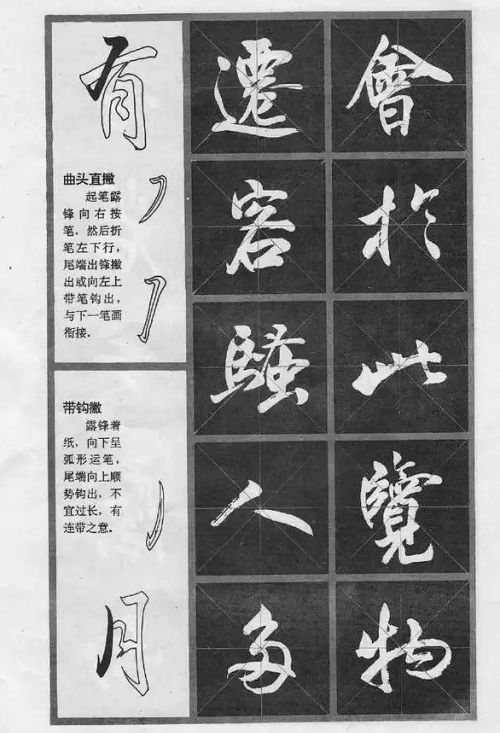 有
曲头直撇
起笔露
锋向右按
笔，然后折
笔左下行，
尾端出锋撇
出或向左上
带笔钩出，
与下一笔画
衔接．
带钩撇
露锋着
纸，向下呈
弧形运笔，
尾端向上顺
势钩出，不
宜过长，有
连带之意．
月
遷客騷人多
會於此覽物